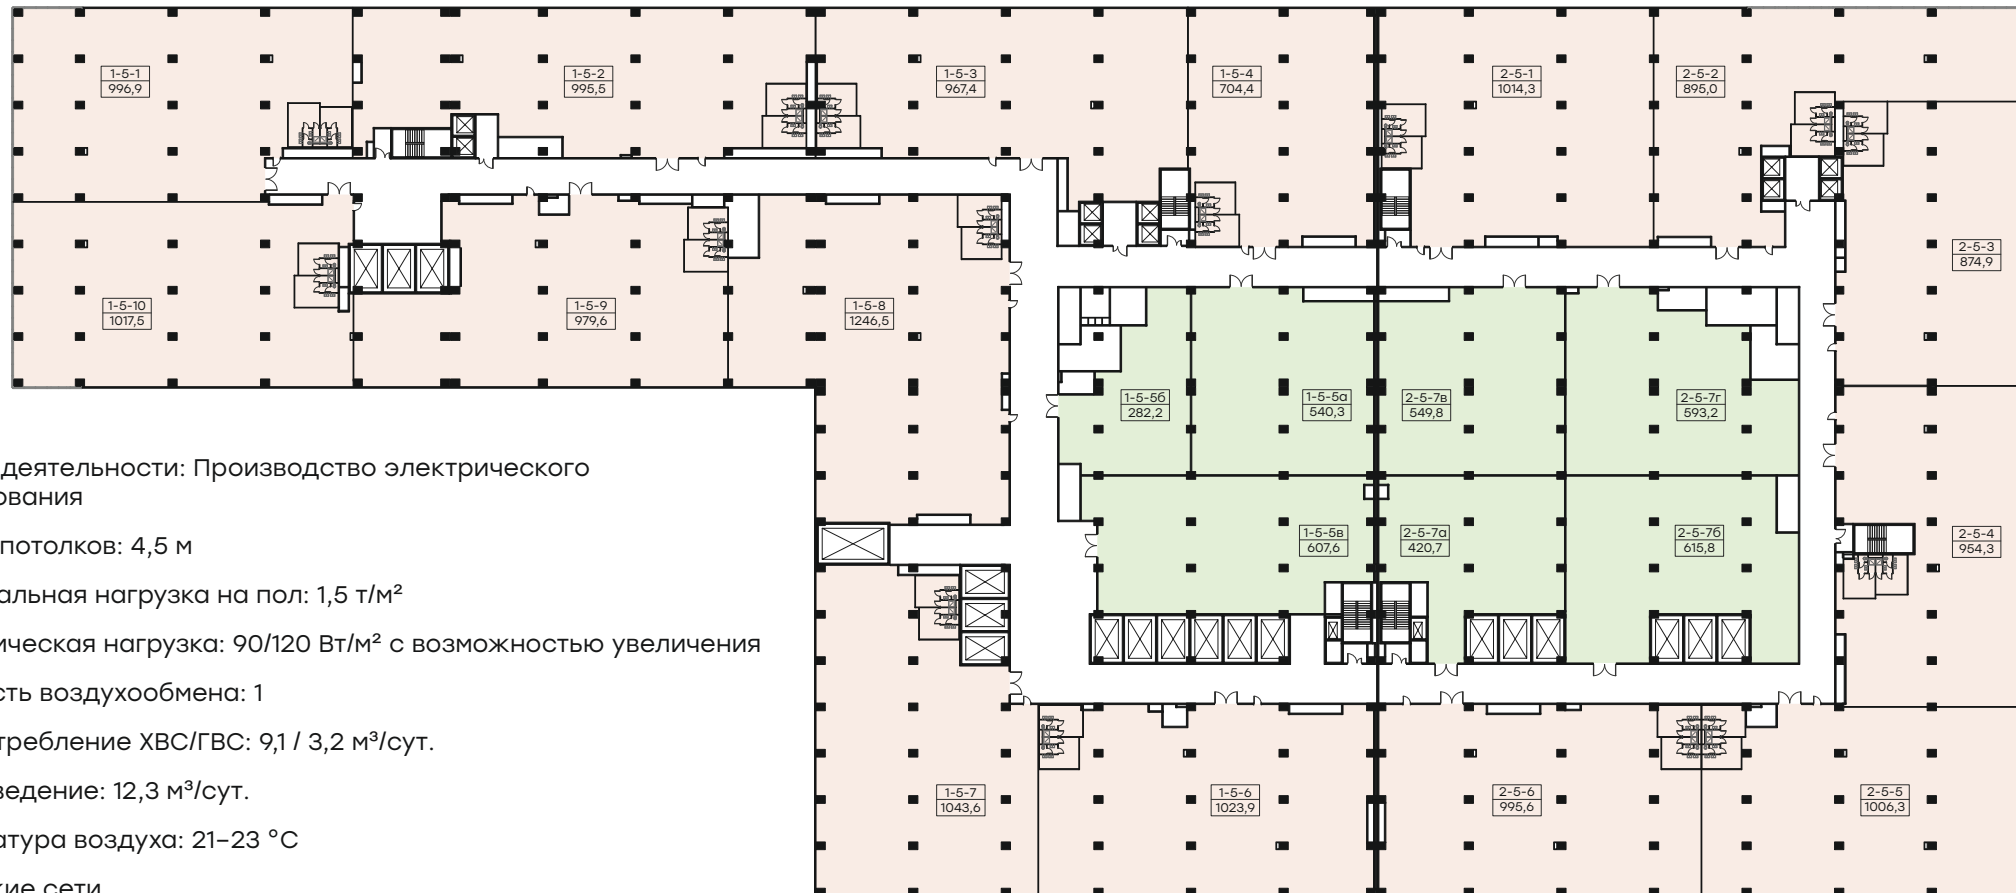 1-5-1
996,9
1-5-2
995,5
1-5-3
967,4
1-5-4
704,4
2-5-1
1014,3
2-5-2
895,0
2-5-3
874,9
1-5-10
1017,5
1-5-9
979,6
1-5-8
1246,5
1-5-5б
282,2
1-5-5а
540,3
2-5-7в
549,8
2-5-7г
593,2
1-5-5в
607,6
2-5-7а
420,7
2-5-7б
615,8
2-5-4
954,3
1-5-7
1043,6
1-5-6
1023,9
2-5-6
995,6
2-5-5
1006,3
деятельности: Производство электрического
ования
потолков: 4,5 м
альная нагрузка на пол: 1,5 т/м²
ическая нагрузка: 90/120 Вт/м² с возможностью увеличения
сть воздухообмена: 1
требление ХВС/ГВС: 9,1 / 3,2 м³/сут.
ведение: 12,3 м³/сут.
атура воздуха: 21–23 °C
кие сети